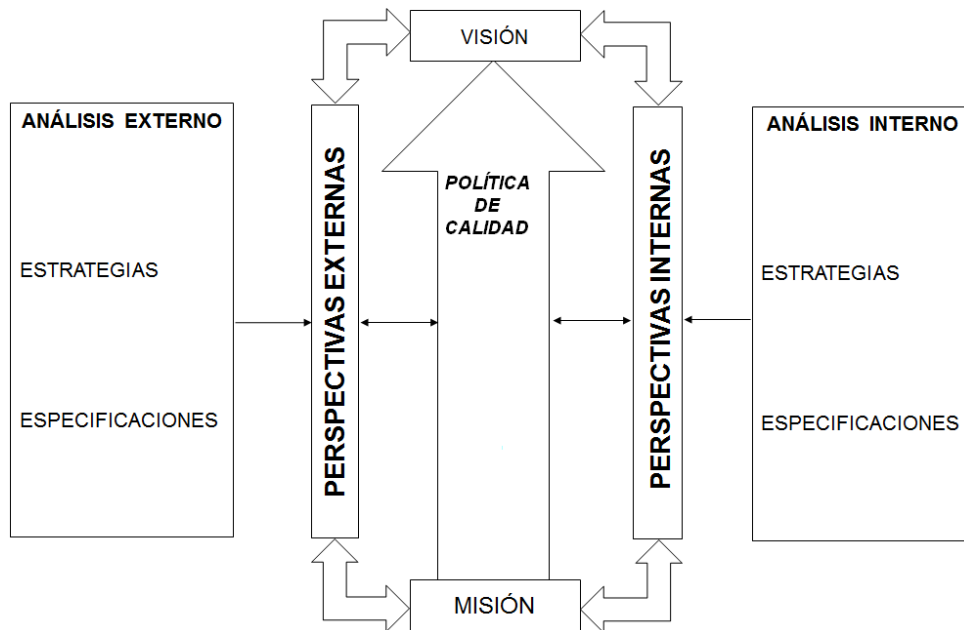 VISIÓN
ANÁLISIS EXTERNO
ESTRATEGIAS
ESPECIFICACIONES
PERSPECTIVAS EXTERNAS
POLÍTICA
DE
CALIDAD
PERSPECTIVAS INTERNAS
ANÁLISIS INTERNO
ESTRATEGIAS
ESPECIFICACIONES
MISIÓN